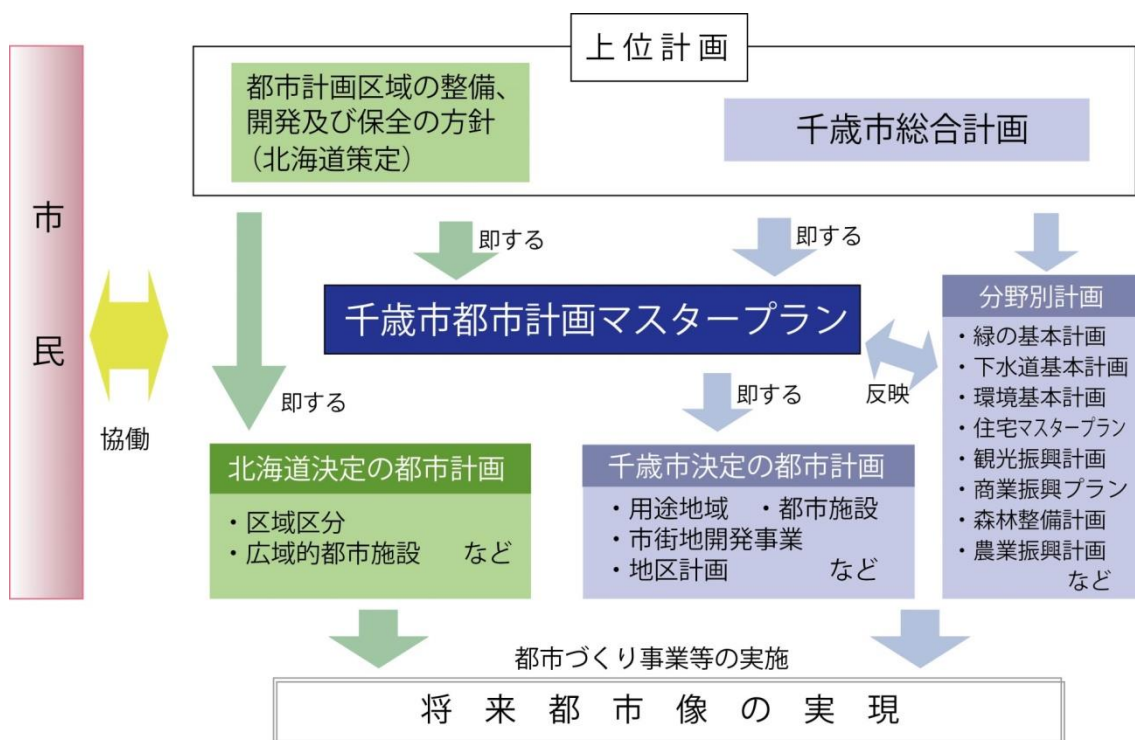 上位計画
都市計画区域の整備、
開発及び保全の方針
（北海道策定）
千歳市総合計画
市
民
協働
即する
即する
千歳市都市計画マスタープラン
即する
即する
反映
分野別計画
・緑の基本計画
・下水道基本計画
・環境基本計画
・住宅マスタープラン
・観光振興計画
・商業振興プラン
・森林整備計画
・農業振興計画
など
北海道決定の都市計画
・区域区分
・広域的都市施設 など
千歳市決定の都市計画
・用途地域 ・都市施設
・市街地開発事業
・地区計画 など
都市づくり事業等の実施
将来都市像の実現